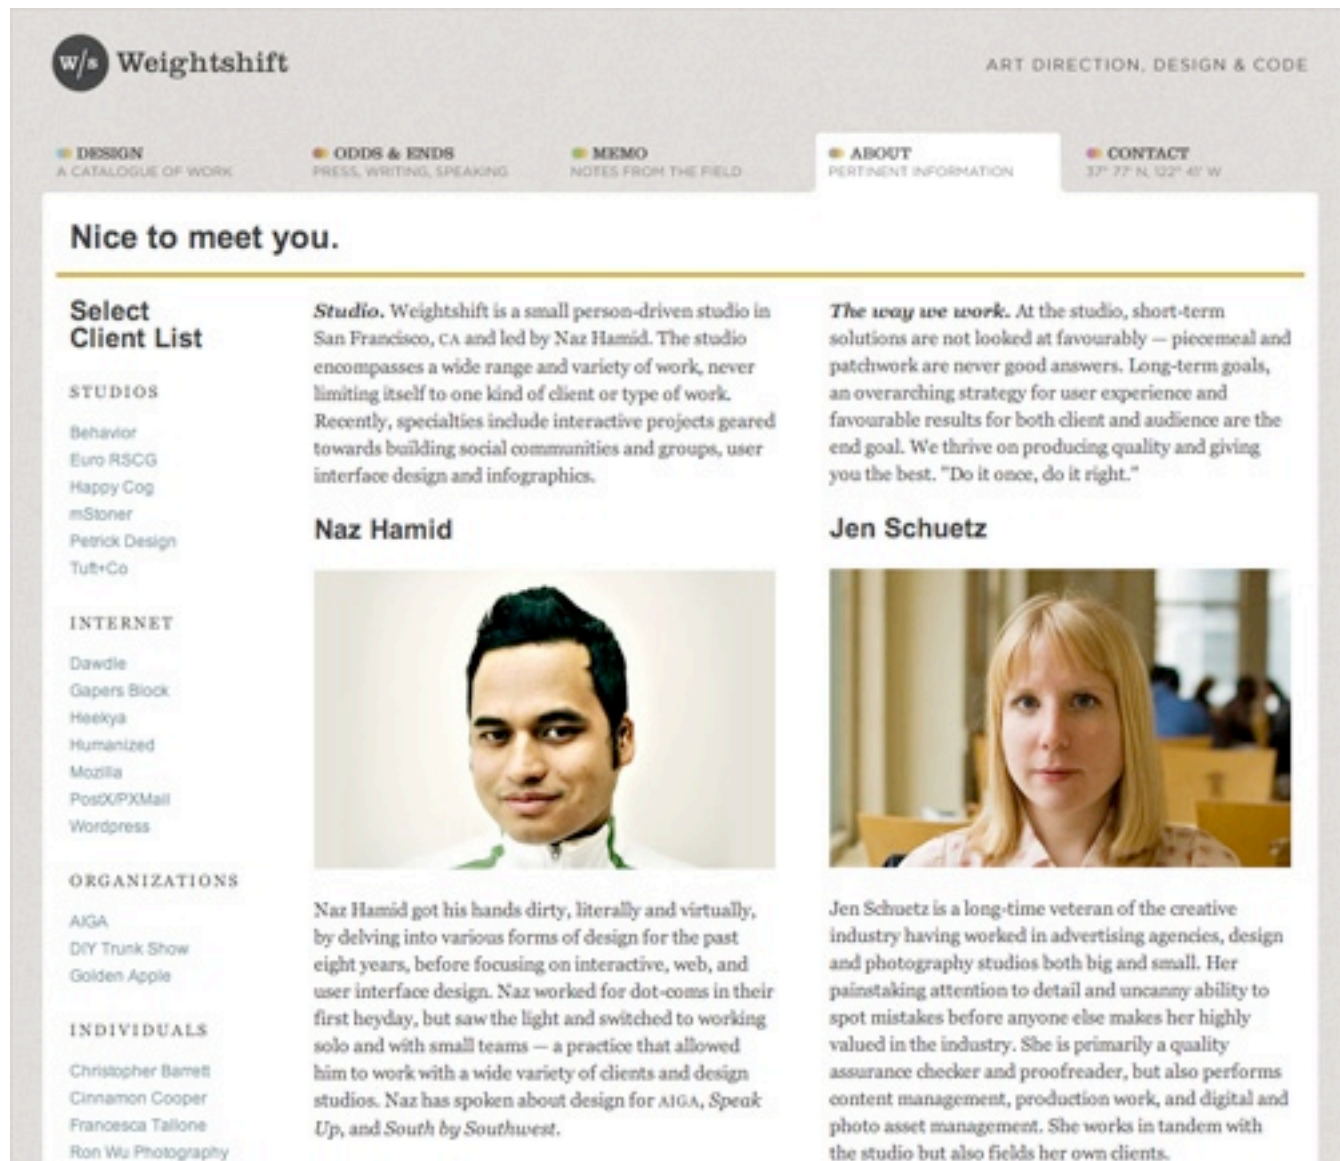 w/s Weightshift
ART DIRECTION, DESIGN & CODE
DESIGN
A CATALOGUE OF WORK
ODDS & ENDS
PRESS, WRITING, SPEAKING
MEMO
NOTES FROM THE FIELD
ABOUT
PERTINENT INFORMATION
CONTACT
37° 77' N, 122° 41' W
Nice to meet you.
Select
Client List
STUDIOS
Behavior
Euro RSCG
Happy Cog
mStoner
Petrick Design
Tuft+Co
INTERNET
Dawdle
Gapers Block
Heekya
Humanized
Mozilla
PostX/PXMail
Wordpress
ORGANIZATIONS
AIGA
DIY Trunk Show
Golden Apple
INDIVIDUALS
Christopher Barrett
Cinnamon Cooper
Francesca Tallone
Ron Wu Photography
Studio. Weightshift is a small person-driven studio in
San Francisco, CA and led by Naz Hamid. The studio
encompasses a wide range and variety of work, never
limiting itself to one kind of client or type of work.
Recently, specialties include interactive projects geared
towards building social communities and groups, user
interface design and infographics.
Naz Hamid
Naz Hamid got his hands dirty, literally and virtually,
by delving into various forms of design for the past
eight years, before focusing on interactive, web, and
user interface design. Naz worked for dot-coms in their
first heyday, but saw the light and switched to working
solo and with small teams — a practice that allowed
him to work with a wide variety of clients and design
studios. Naz has spoken about design for AIGA, Speak
Up, and South by Southwest.
The way we work. At the studio, short-term
solutions are not looked at favourably — piecemeal and
patchwork are never good answers. Long-term goals,
an overarching strategy for user experience and
favourable results for both client and audience are the
end goal. We thrive on producing quality and giving
you the best. "Do it once, do it right."
Jen Schuetz
Jen Schuetz is a long-time veteran of the creative
industry having worked in advertising agencies, design
and photography studios both big and small. Her
painstaking attention to detail and uncanny ability to
spot mistakes before anyone else makes her highly
valued in the industry. She is primarily a quality
assurance checker and proofreader, but also performs
content management, production work, and digital and
photo asset management. She works in tandem with
the studio but also fields her own clients.